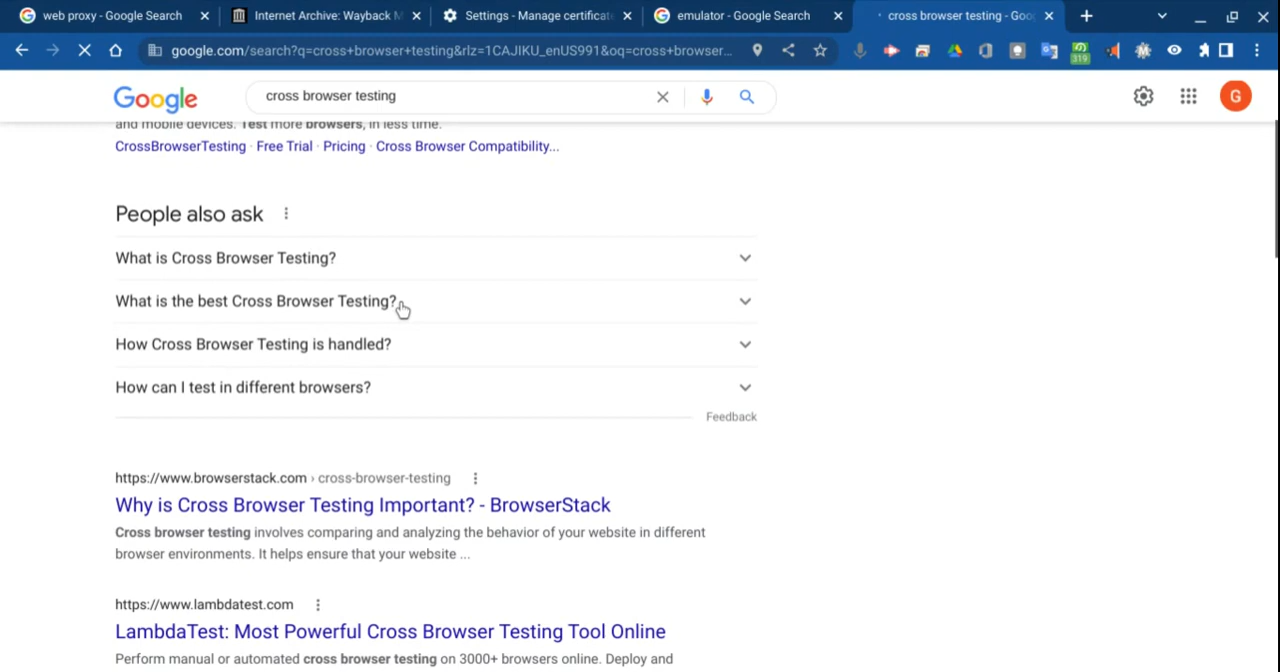 web proxy - Google Search
Internet Archive: Wayback M
Settings - Manage certificat
emulator - Google Search
cross browser testing - Goo
google.com/search?q=cross+browser+testing&rlz=1CAJIKU_enUS991&oq=cross+browser...
319
Google
cross browser testing
G
and mobile devices. Test more browsers, in less time.
CrossBrowserTesting · Free Trial · Pricing · Cross Browser Compatibility...
People also ask
What is Cross Browser Testing?
What is the best Cross Browser Testing?
How Cross Browser Testing is handled?
How can I test in different browsers?
Feedback
https://www.browserstack.com › cross-browser-testing
Why is Cross Browser Testing Important? - BrowserStack
Cross browser testing involves comparing and analyzing the behavior of your website in different
browser environments. It helps ensure that your website ...
https://www.lambdatest.com
LambdaTest: Most Powerful Cross Browser Testing Tool Online
Perform manual or automated cross browser testing on 3000+ browsers online. Deploy and